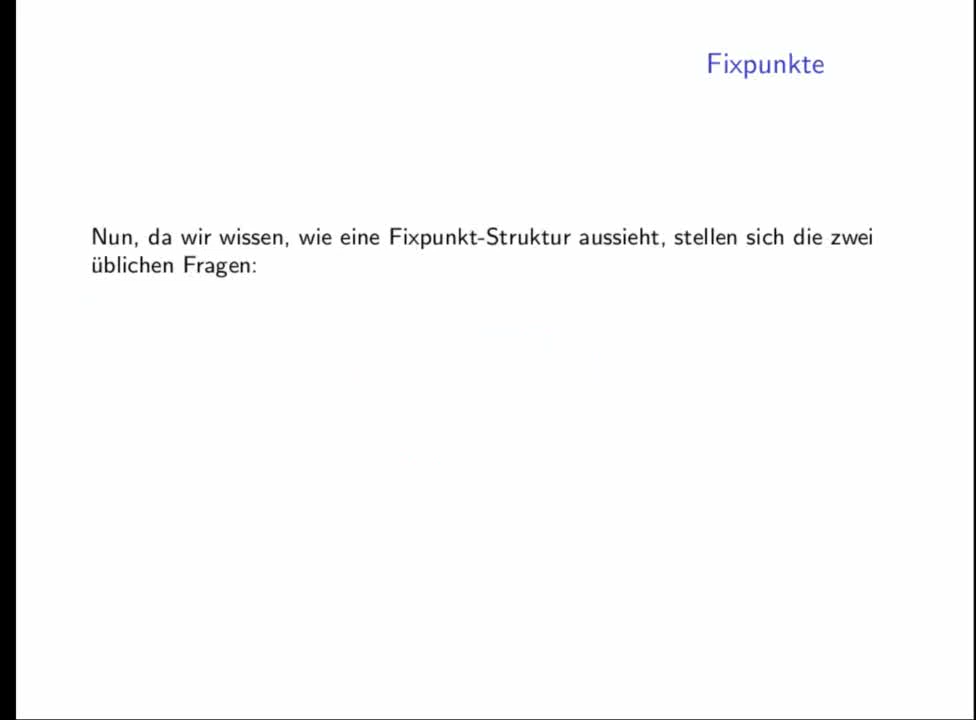 Fixpunkte
Nun, da wir wissen, wie eine Fixpunkt-Struktur aussieht, stellen sich die zwei
üblichen Fragen: